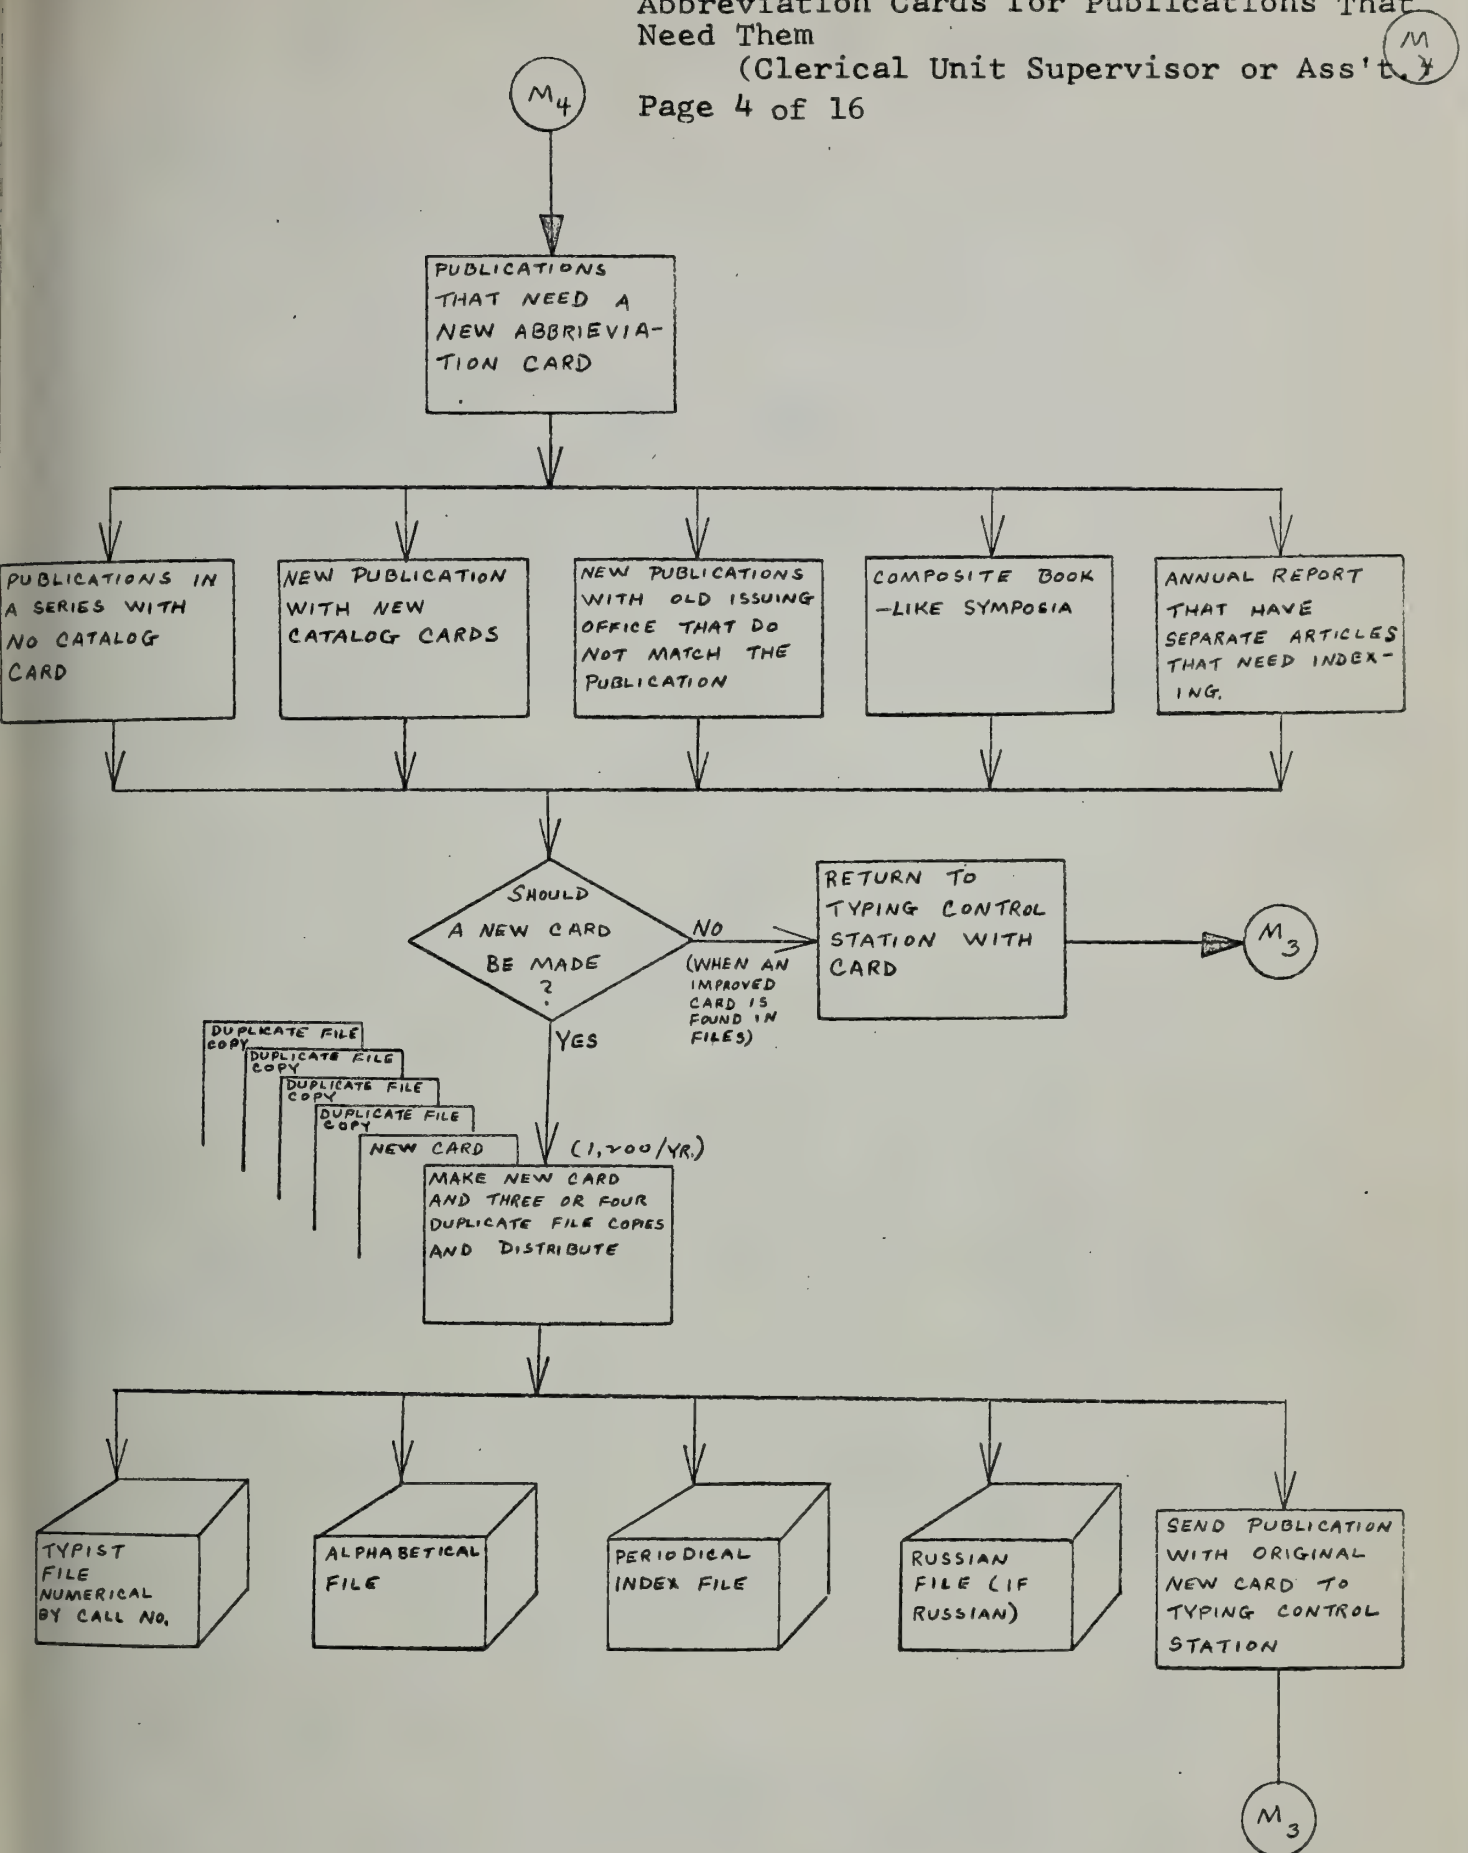 Abbreviation Cards for Publications That
Need Them
(Clerical Unit Supervisor or Ass't.)
Page 4 of 16
M
M4
PUBLICATIONS
THAT NEED A
NEW ABBRIEVIA-
TION CARD
PUBLICATIONS IN
A SERIES WITH
NO CATALOG
CARD
NEW PUBLICATION
WITH NEW
CATALOG CARDS
NEW PUBLICATIONS
WITH OLD ISSUING
OFFICE THAT DO
NOT MATCH THE
PUBLICATION
COMPOSITE BOOK
-LIKE SYMPOSIA
ANNUAL REPORT
THAT HAVE
SEPARATE ARTICLES
THAT NEED INDEX-
ING.
SHOULD
A NEW CARD
BE MADE
?
NO
(WHEN AN
IMPROVED
CARD IS
FOUND IN
FILES)
RETURN TO
TYPING CONTROL
STATION WITH
CARD
M3
YES
DUPLICATE FILE
COPY
DUPLICATE FILE
COPY
DUPLICATE FILE
COPY
DUPLICATE FILE
COPY
NEW CARD
(1,200/YR.)
MAKE NEW CARD
AND THREE OR FOUR
DUPLICATE FILE COPIES
AND DISTRIBUTE
TYPIST
FILE
NUMERICAL
BY CALL NO.
ALPHABETICAL
FILE
PERIODICAL
INDEX FILE
RUSSIAN
FILE (IF
RUSSIAN)
SEND PUBLICATION
WITH ORIGINAL
NEW CARD TO
TYPING CONTROL
STATION
M3